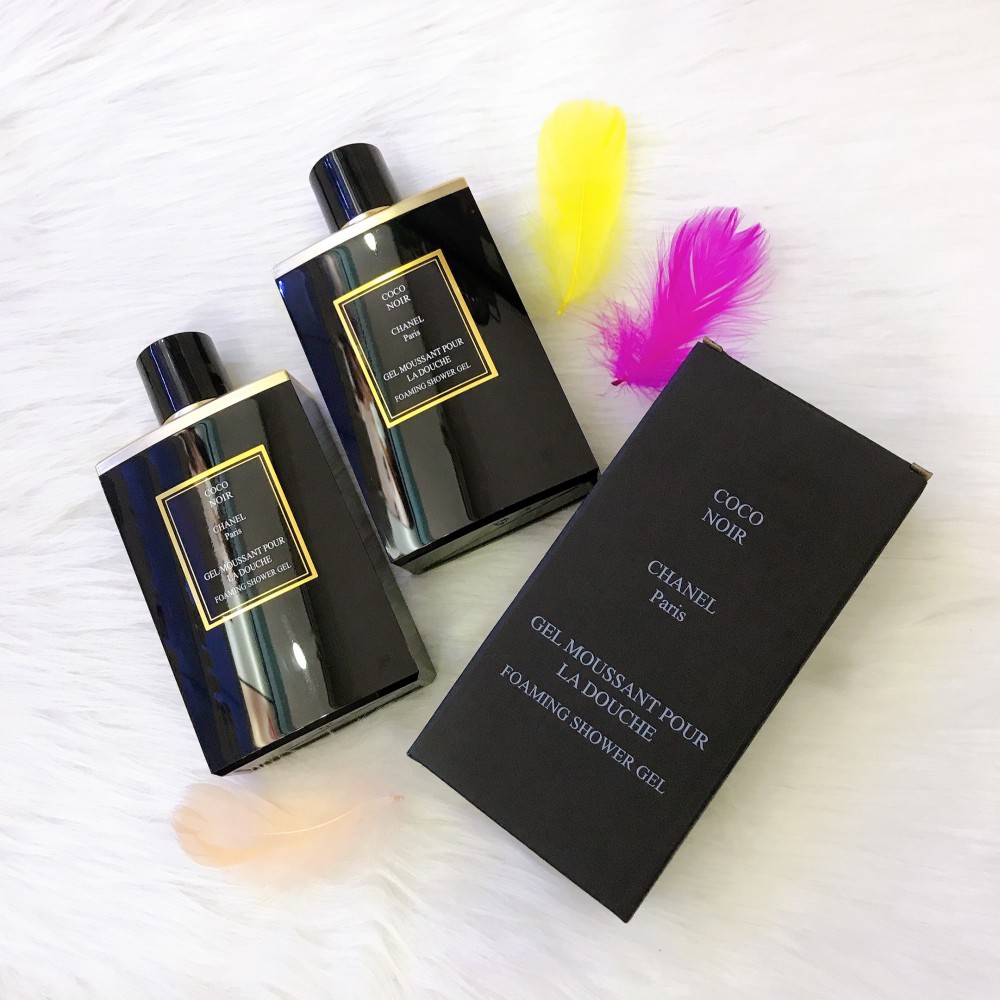 COCO
NOIR
CHANEL
Paris
GEL MOUSSANT POUR
LA DOUCHE
FOAMING SHOWER GEL
COCO
NOIR
CHANEL
Paris
GEL MOUSSANT POUR
LA DOUCHE
FOAMING SHOWER GEL
COCO
NOIR
CHANEL
Paris
GEL MOUSSANT POUR
LA DOUCHE
FOAMING SHOWER GEL